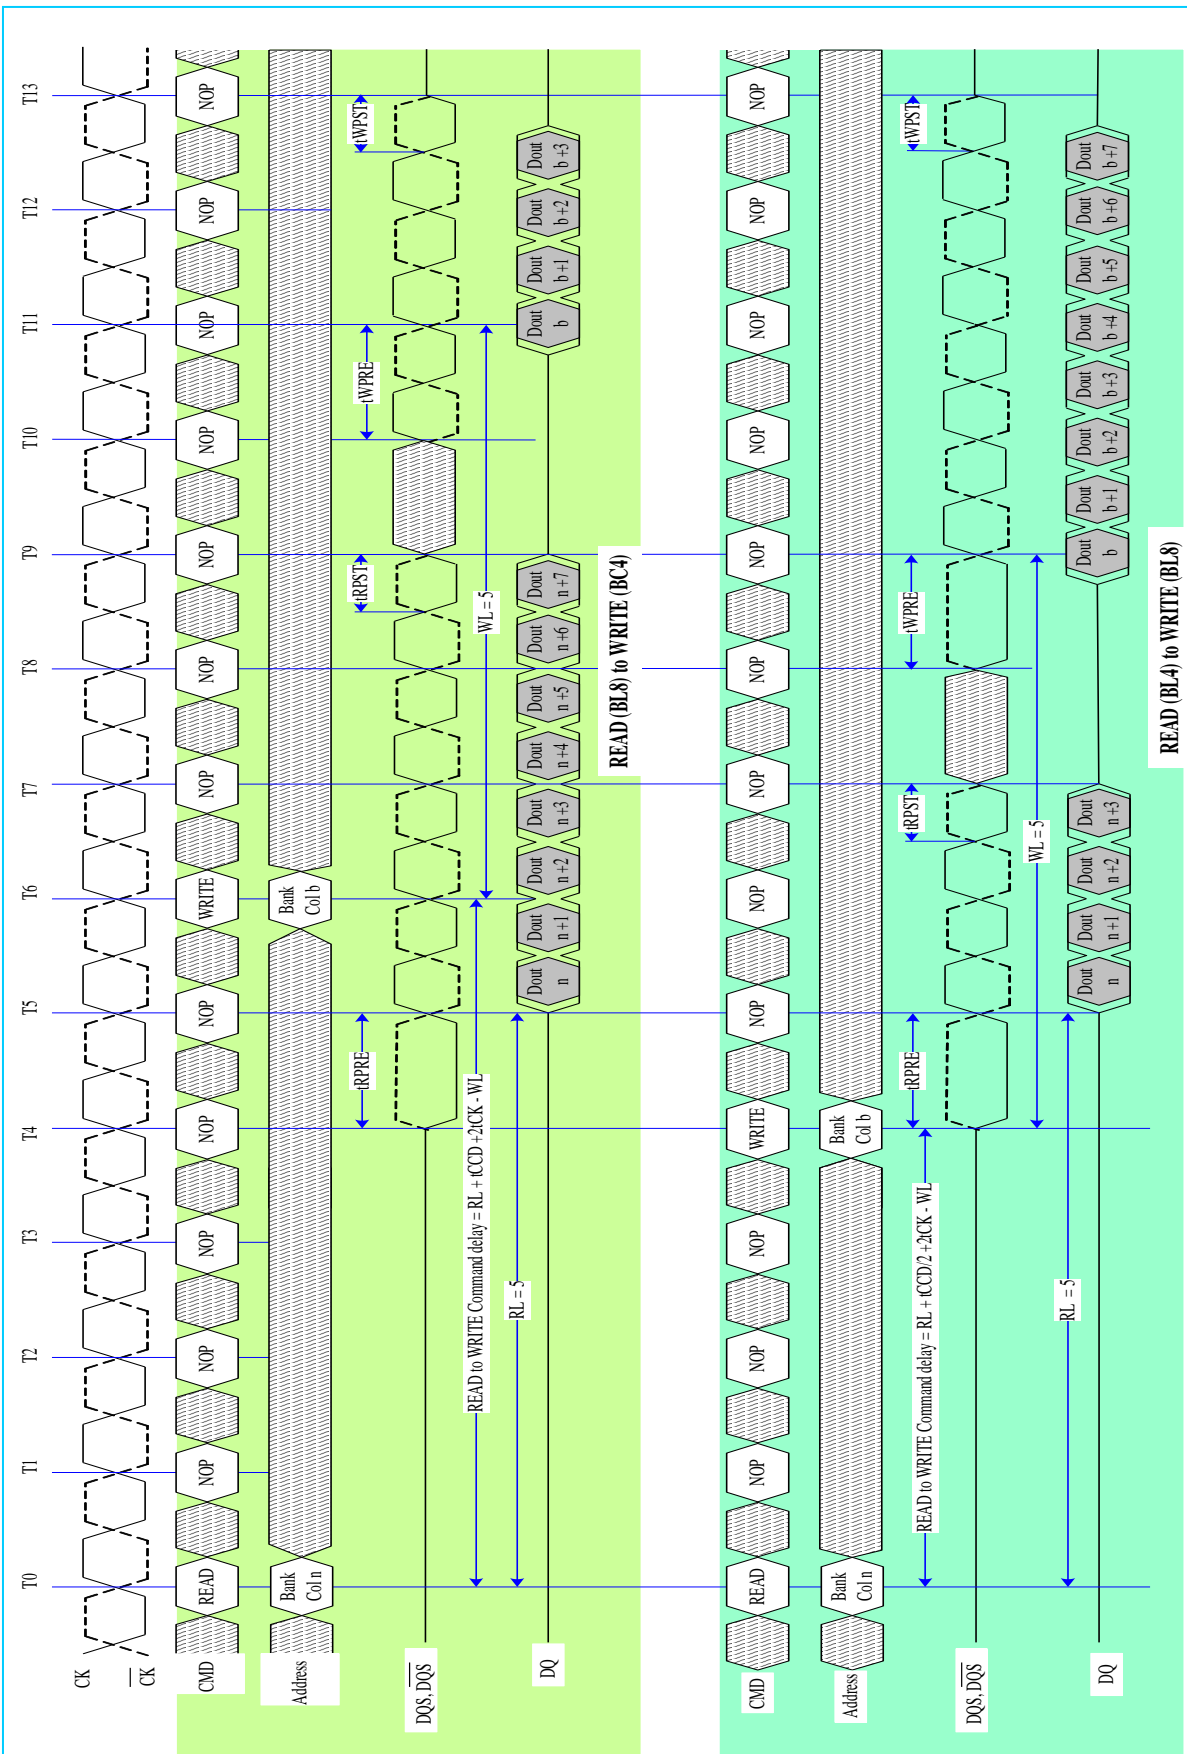 T0 T1 T2 T3 T4 T5 T6 T7 T8 T9 T10 T11 T12 T13
CK
CK
CMD READ NOP NOP NOP NOP NOP WRITE NOP NOP NOP NOP NOP NOP NOP
Address
Bank
Col n
Bank
Col b
tRPRE tRPST tWPRE tWPST
DQS, DQS
READ to WRITE Command delay = RL + tCCD +2tCK - WL
WL = 5
RL = 5
DQ
Dout
n
Dout
n+1
Dout
n+2
Dout
n+3
Dout
n+4
Dout
n+5
Dout
n+6
Dout
n+7
Dout
b
Dout
b+1
Dout
b+2
Dout
b+3
READ (BL8) to WRITE (BC4)
CMD READ NOP NOP NOP WRITE NOP NOP NOP NOP NOP NOP NOP NOP NOP
Address
Bank
Col n
Bank
Col b
tRPRE tRPST tWPRE tWPST
READ to WRITE Command delay = RL + tCCD/2 +2tCK - WL
DQS, DQS
WL = 5
RL = 5
DQ
Dout
n
Dout
n+1
Dout
n+2
Dout
n+3
Dout
b
Dout
b+1
Dout
b+2
Dout
b+3
Dout
b+4
Dout
b+5
Dout
b+6
Dout
b+7
READ (BL4) to WRITE (BL8)